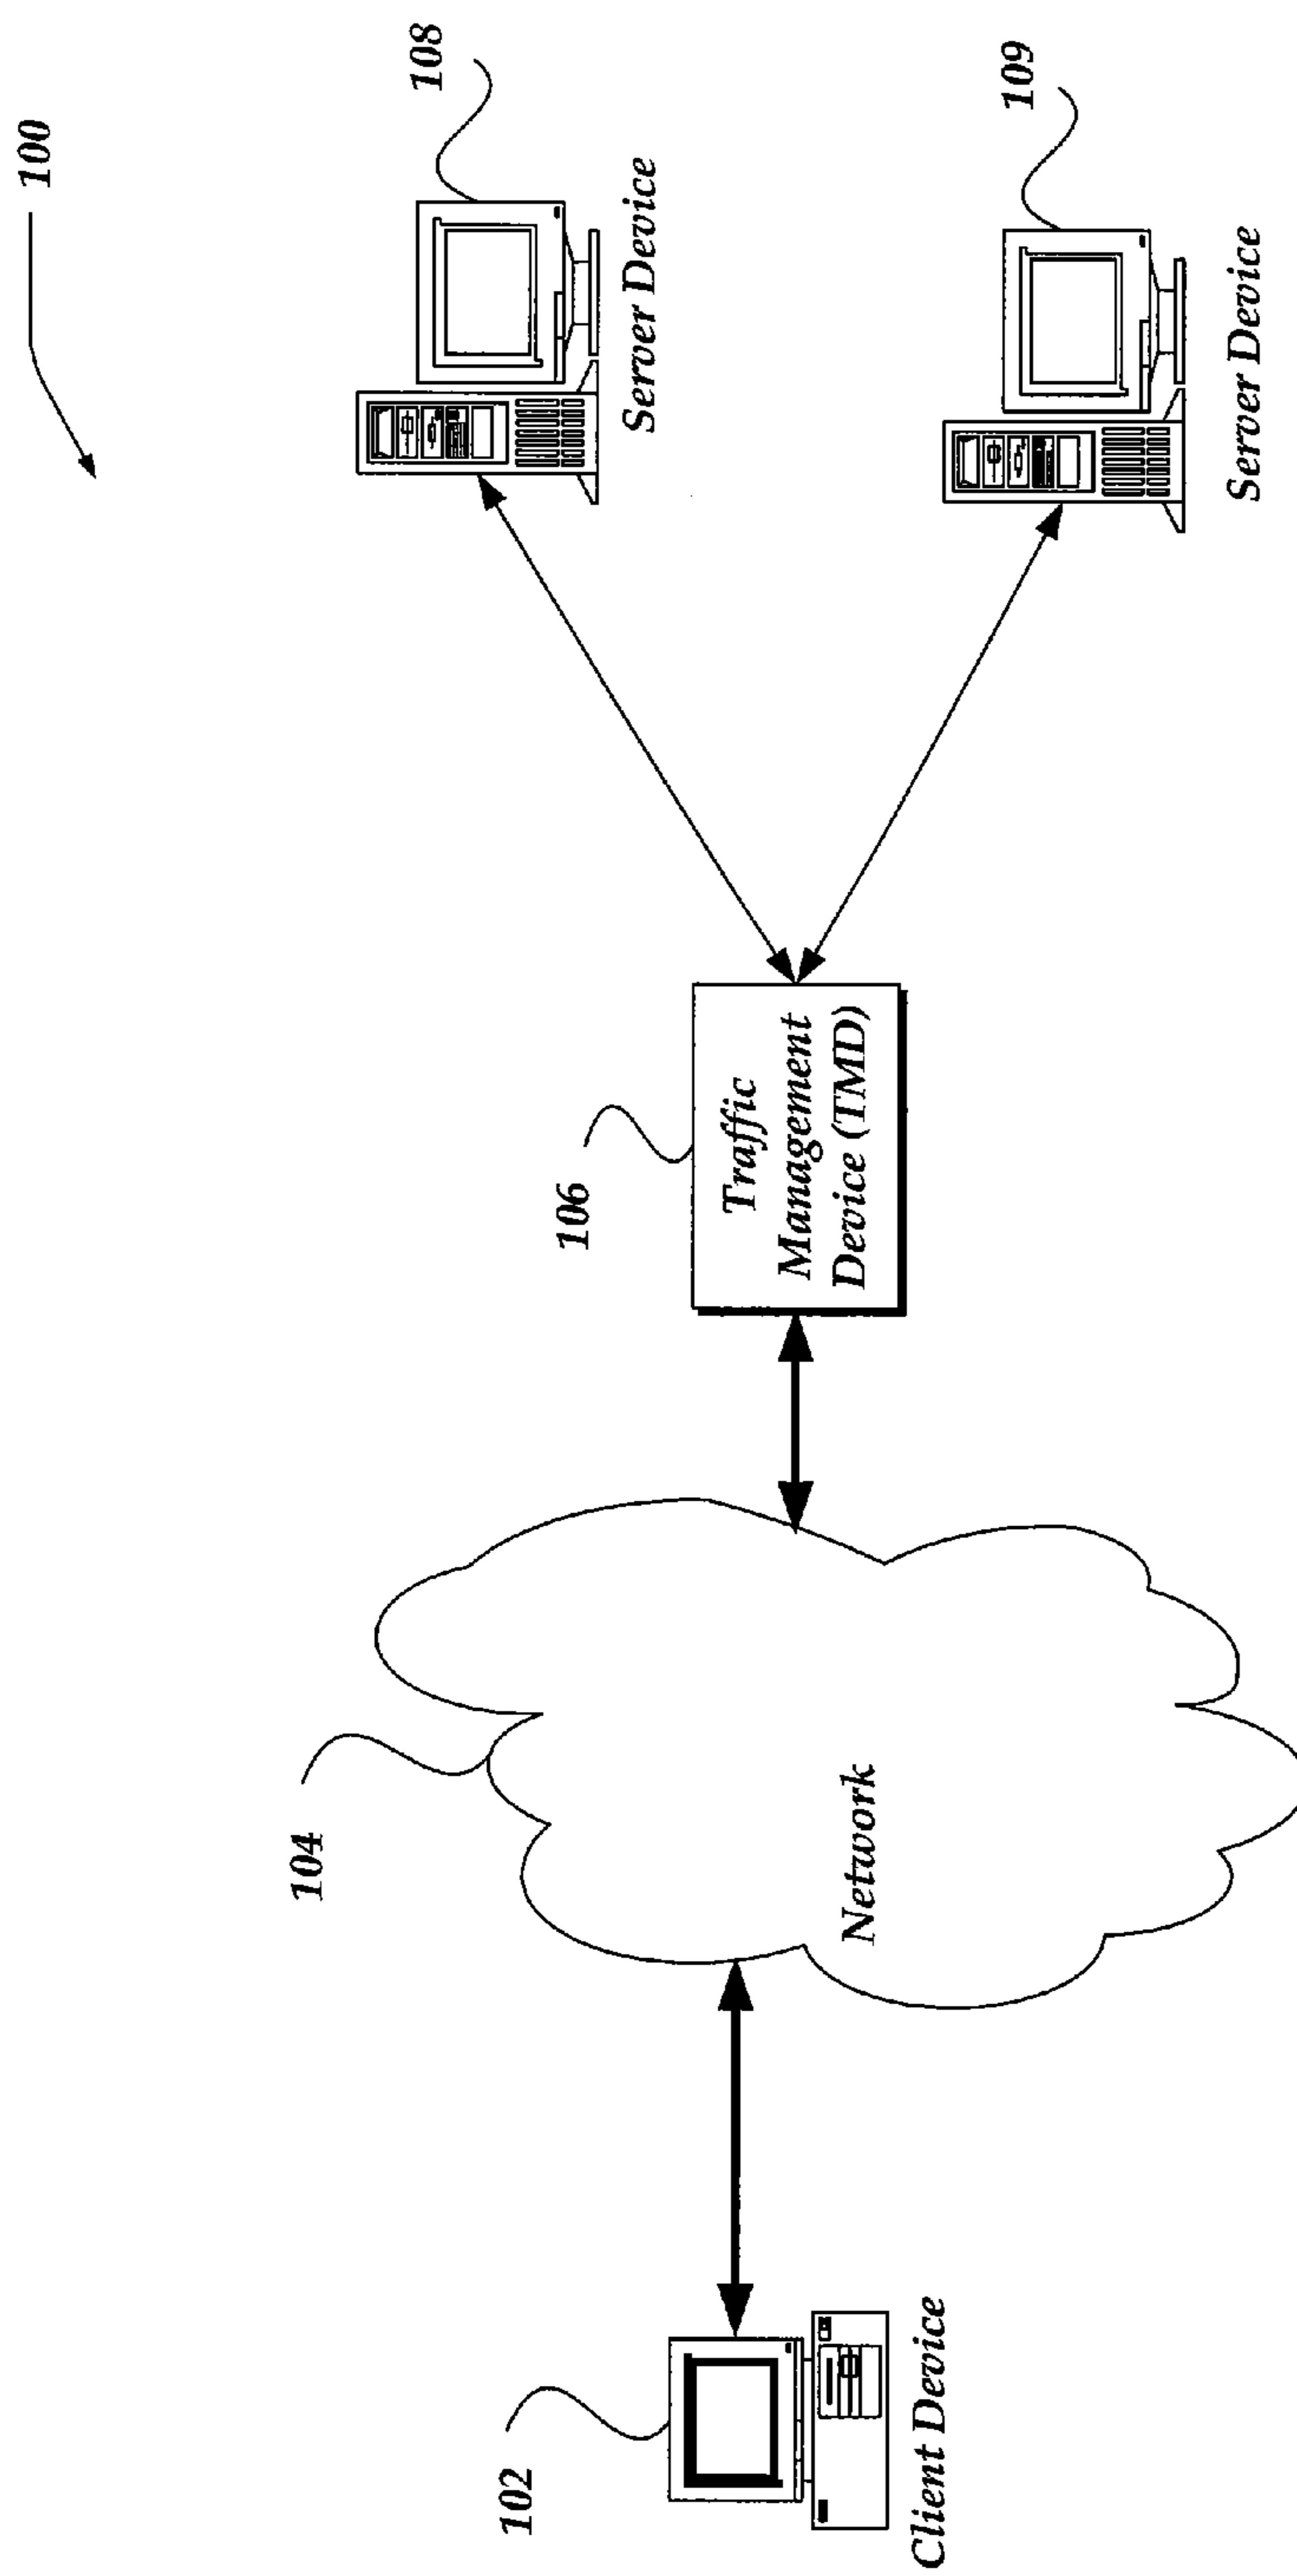 100
102
Client Device
104
Network
106
Traffic
Management
Device (TMD)
108
Server Device
109
Server Device